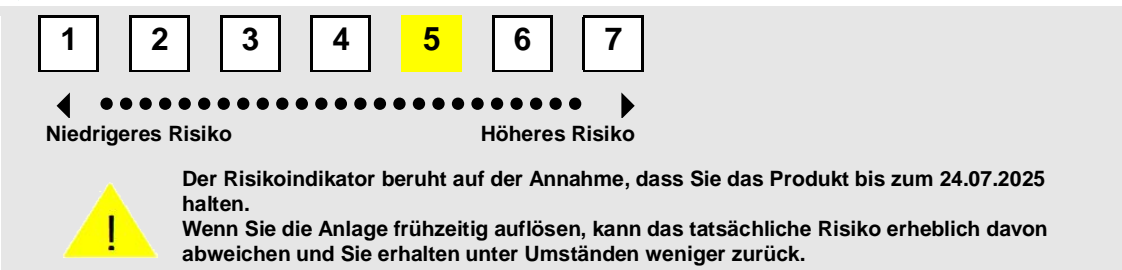 1 2 3 4 5 6 7
Niedrigeres Risiko Höheres Risiko
Der Risikoindikator beruht auf der Annahme, dass Sie das Produkt bis zum 24.07.2025
halten.
Wenn Sie die Anlage frühzeitig auflösen, kann das tatsächliche Risiko erheblich davon
abweichen und Sie erhalten unter Umständen weniger zurück.
!